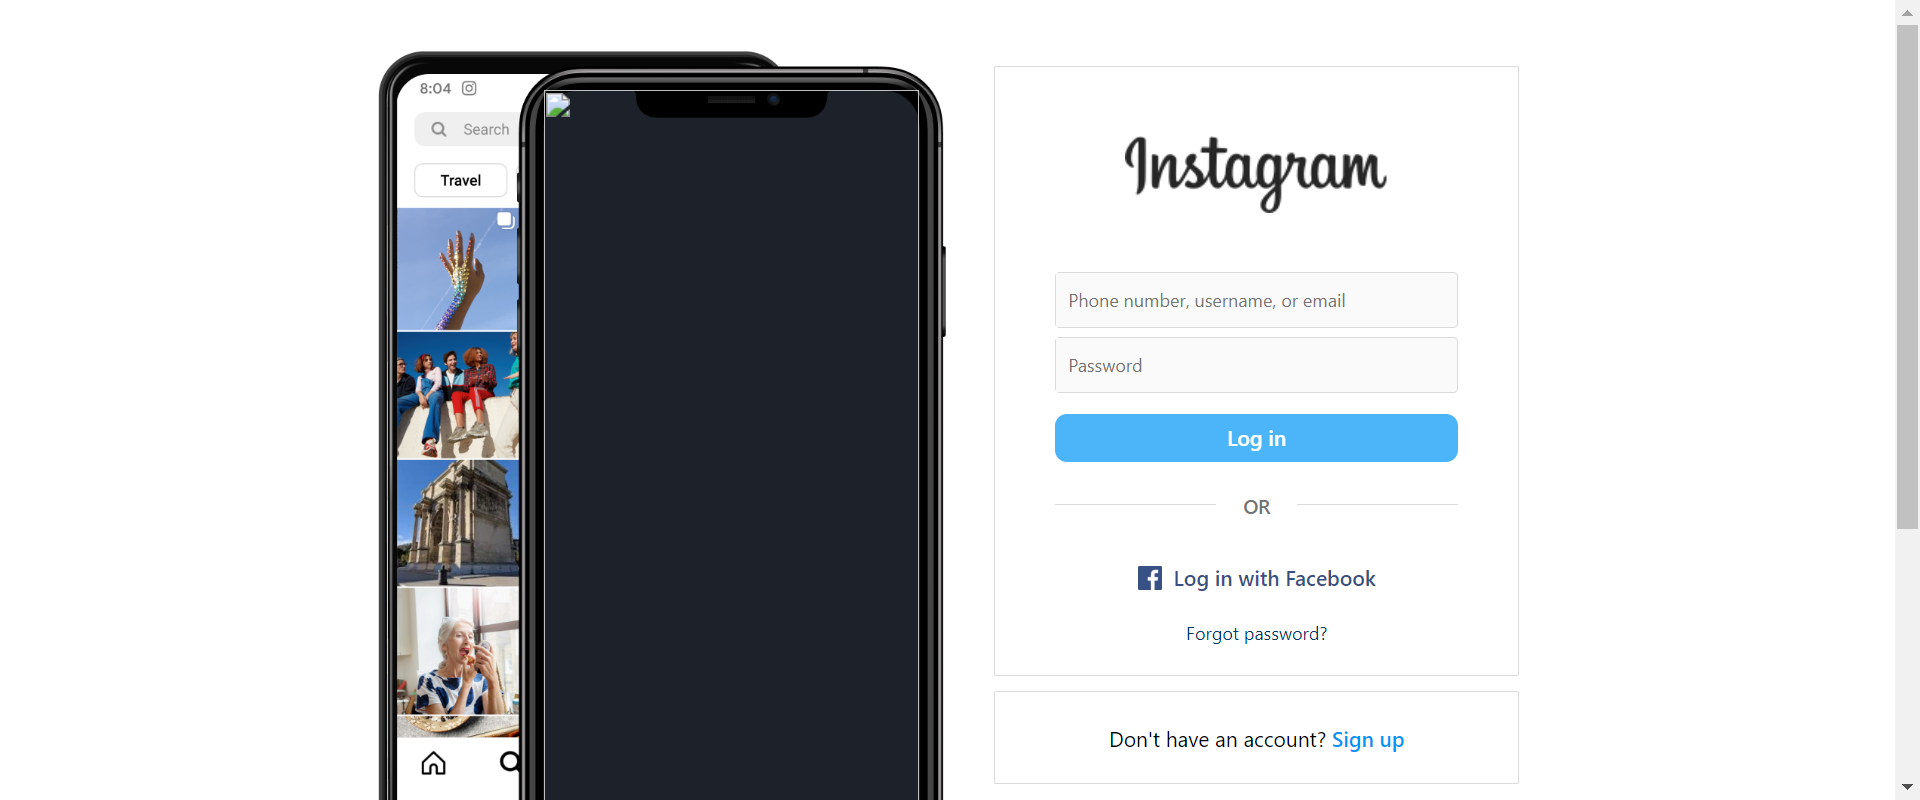 8:04
Search
Travel
Instagram
Phone number, username, or email
Password
Log in
OR
Log in with Facebook
Forgot password?
Don't have an account? Sign up